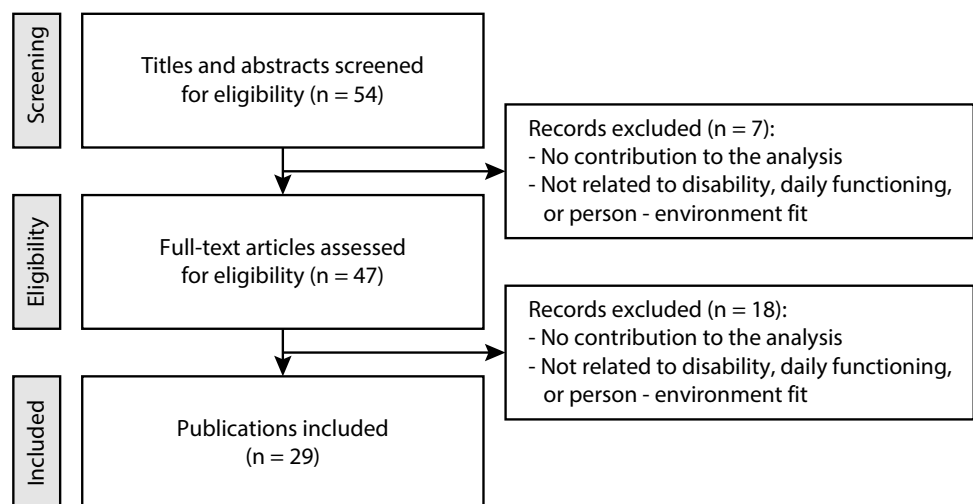 Screening
Titles and abstracts screened
for eligibility (n = 54)
Records excluded (n = 7):
- No contribution to the analysis
- Not related to disability, daily functioning,
or person - environment fit
Eligibility
Full-text articles assessed
for eligibility (n = 47)
Records excluded (n = 18):
- No contribution to the analysis
- Not related to disability, daily functioning,
or person - environment fit
Included
Publications included
(n = 29)